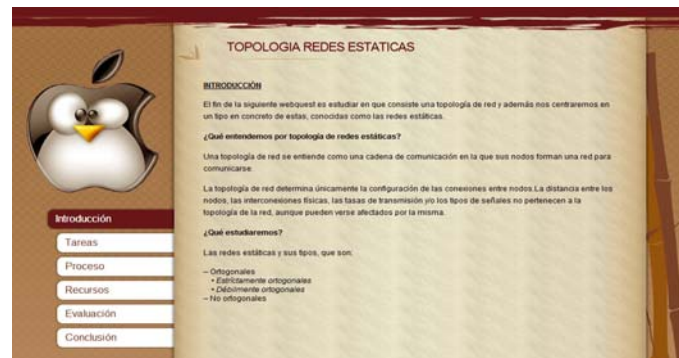 TOPOLOGIA REDES ESTATICAS
INTRODUCCIÓN
El fin de la siguiente webquest es estudiar en que consiste una topología de red y además nos centraremos en
un tipo en concreto de estas, conocidas como las redes estáticas.
¿Qué entendemos por topología de redes estáticas?
Una topología de red se entiende como una cadena de comunicación en la que sus nodos forman una red para
comunicarse.
La topología de red determina únicamente la configuración de las conexiones entre nodos.La distancia entre los
nodos, las interconexiones físicas, las tasas de transmisión y/o los tipos de señales no pertenecen a la
topología de la red, aunque pueden verse afectados por la misma.
¿Qué estudiaremos?
Las redes estáticas y sus tipos, que son:
– Ortogonales
• Estrictamente ortogonales
• Débilmente ortogonales
– No ortogonales
Introducción
Tareas
Proceso
Recursos
Evaluación
Conclusión